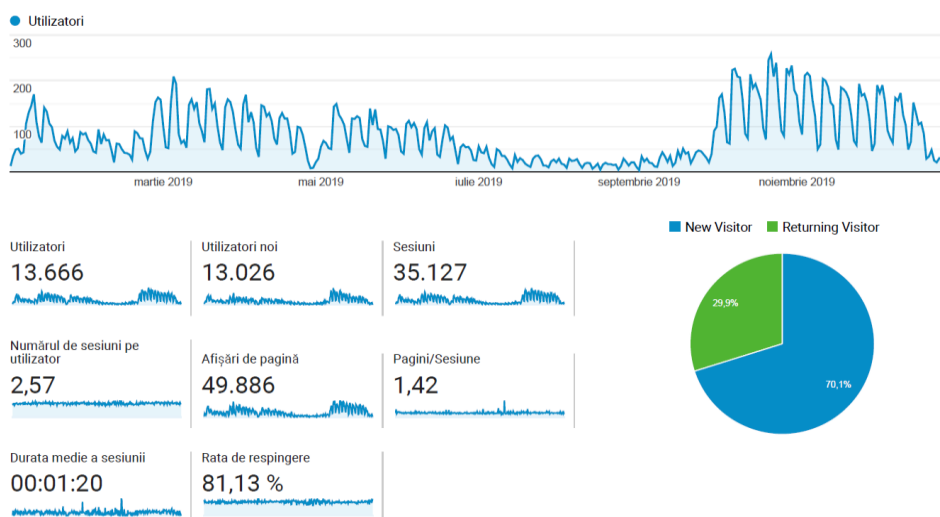 Utilizatori
300
200
100
martie 2019
mai 2019
iulie 2019
septembrie 2019
noiembrie 2019
New Visitor
Returning Visitor
Utilizatori
13.666
Utilizatori noi
13.026
Sesiuni
35.127
29,9%
70,1%
Numărul de sesiuni pe
utilizator
2,57
Afișări de pagină
49.886
Pagini/Sesiune
1,42
Durata medie a sesiunii
00:01:20
Rata de respingere
81,13 %